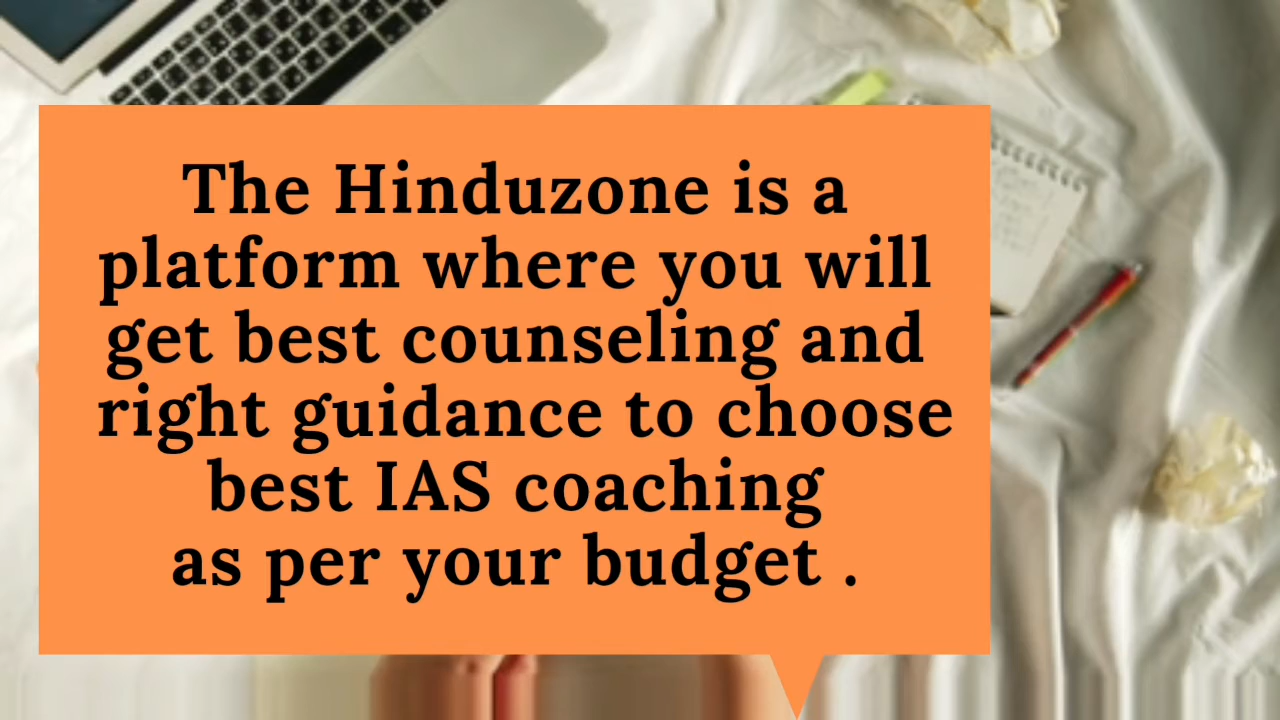 The Hinduzone is a
platform where you will
get best counseling and
right guidance to choose
best IAS coaching
as per your budget .